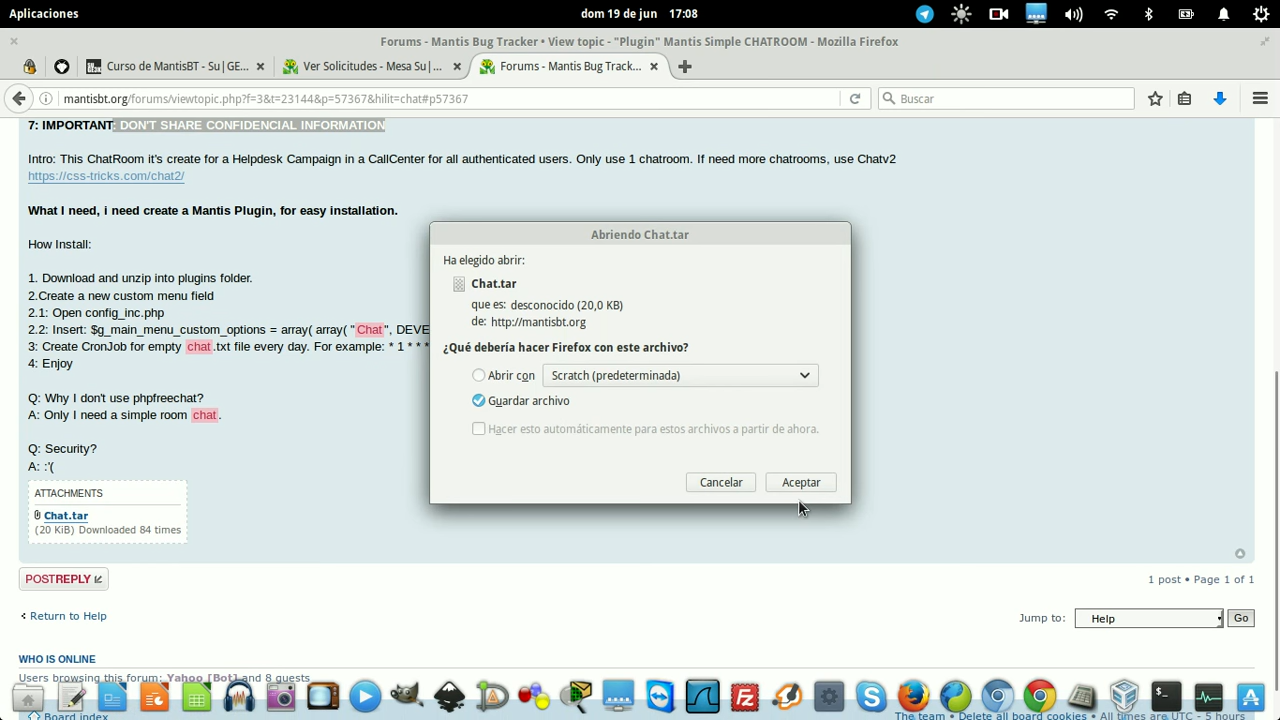 Aplicaciones
dom 19 de jun 17:08
Forums - Mantis Bug Tracker • View topic - "Plugin" Mantis Simple CHATROOM - Mozilla Firefox
Curso de MantisBT - Su|GE...
Ver Solicitudes - Mesa Su|...
Forums - Mantis Bug Track...
mantisbt.org/forums/viewtopic.php?f=3&t=23144&p=57367&hilit=chat#p57367
Buscar
7: IMPORTANT: DON'T SHARE CONFIDENCIAL INFORMATION
Intro: This ChatRoom it's create for a Helpdesk Campaign in a CallCenter for all authenticated users. Only use 1 chatroom. If need more chatrooms, use Chatv2
https://css-tricks.com/chat2/
What I need, i need create a Mantis Plugin, for easy installation.
How Install:
1. Download and unzip into plugins folder.
2.Create a new custom menu field
2.1: Open config_inc.php
2.2: Insert: $g_main_menu_custom_options = array( array( "Chat", DEVE
3: Create CronJob for empty chat.txt file every day. For example: * 1 * * *
4: Enjoy
Q: Why I don't use phpfreechat?
A: Only I need a simple room chat.
Q: Security?
A: :'(
ATTACHMENTS
Chat.tar
(20 KiB) Downloaded 84 times
Abriendo Chat.tar
Ha elegido abrir:
Chat.tar
que es: desconocido (20,0 KB)
de: http://mantisbt.org
¿Qué debería hacer Firefox con este archivo?
Abrir con Scratch (predeterminada)
Guardar archivo
Hacer esto automáticamente para estos archivos a partir de ahora.
Cancelar Aceptar
POSTREPLY
1 post • Page 1 of 1
Return to Help
Jump to: Help Go
WHO IS ONLINE
Users browsing this forum: Yahoo [Bot] and 8 guests
Board index
The team • Delete all board cookies • All times are UTC - 5 hours